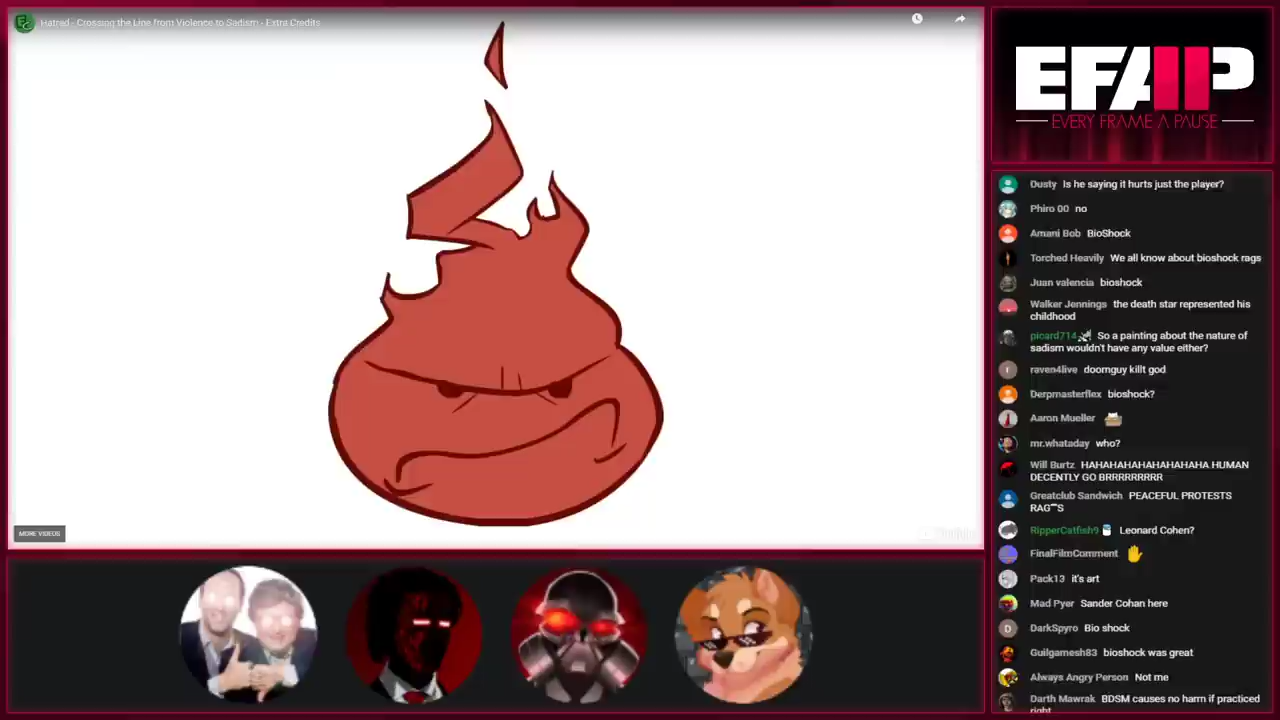 Hatred - Crossing the Line from Violence to Sadism - Extra Credits
MORE VIDEOS
EFAP
EVERY FRAME A PAUSE
Dusty Is he saying it hurts just the player?
Phiro 00 no
Amani Bob BioShock
Torched Heavily We all know about bioshock rags
Juan valencia bioshock
Walker Jennings the death star represented his
childhood
picard714 So a painting about the nature of
sadism wouldn't have any value either?
raven4live doomguy killt god
Derpmasterflex bioshock?
Aaron Mueller
mr.whataday who?
Will Burtz HAHAHAHAHAHAHAHA HUMAN
DECENTLY GO BRRRRRRRRR
Greatclub Sandwich PEACEFUL PROTESTS
RAG
RipperCatfish9 Leonard Cohen?
FinalFilmComment
Pack13 it's art
Mad Pyer Sander Cohan here
DarkSpyro Bio shock
Guilgamesh83 bioshock was great
Always Angry Person Not me
Darth Mawrak BDSM causes no harm if practiced
right